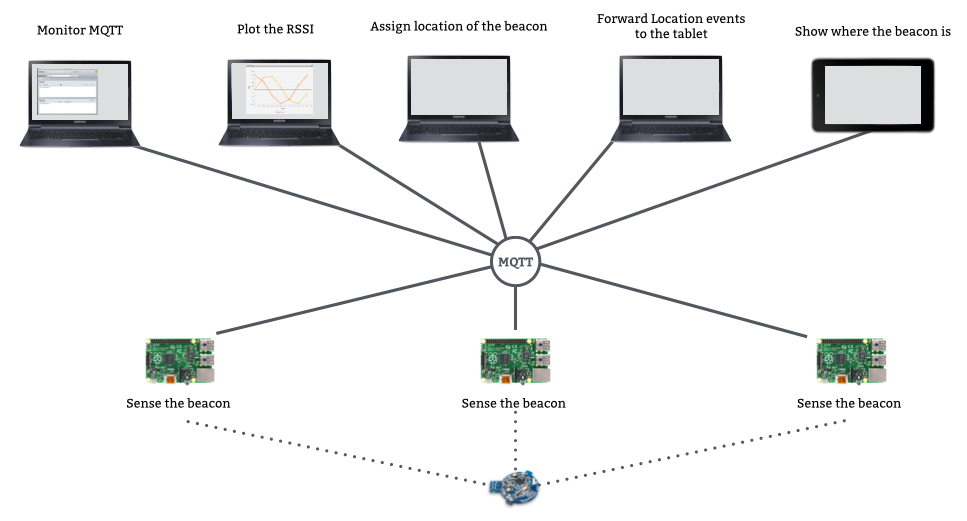 Monitor MQTT
Plot the RSSI
Assign location of the beacon
Forward Location events
to the tablet
Show where the beacon is
MQTT
Sense the beacon
Sense the beacon
Sense the beacon